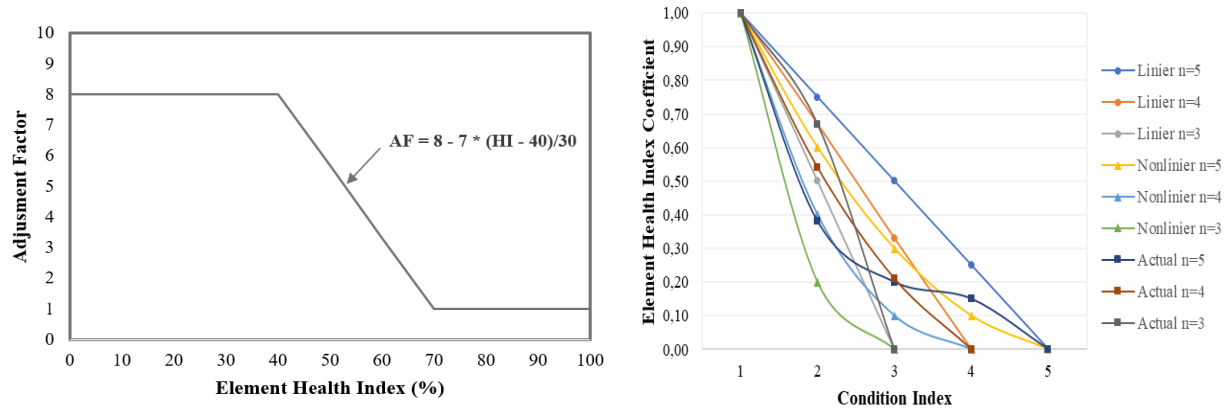 10
9
8
7
6
5
4
3
2
1
0
Adjusment Factor
AF = 8 - 7 * (HI - 40)/30
0 10 20 30 40 50 60 70 80 90 100
Element Health Index (%)
1,00
0,90
0,80
0,70
0,60
0,50
0,40
0,30
0,20
0,10
0,00
Element Health Index Coefficient
1 2 3 4 5
Condition Index
Linier n=5
Linier n=4
Linier n=3
Nonlinier n=5
Nonlinier n=4
Nonlinier n=3
Actual n=5
Actual n=4
Actual n=3